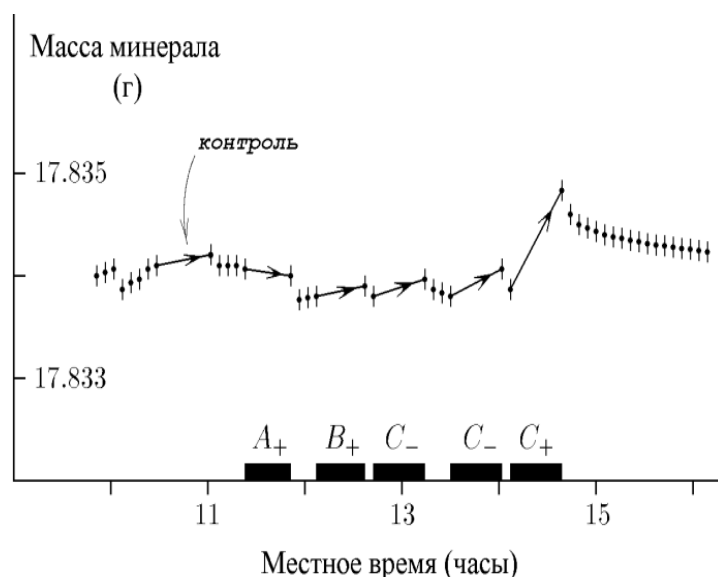 Масса минерала
(г)
контроль
17.835
17.833
A₊ B₊ C₋ C₋ C₊
11 13 15
Местное время (часы)